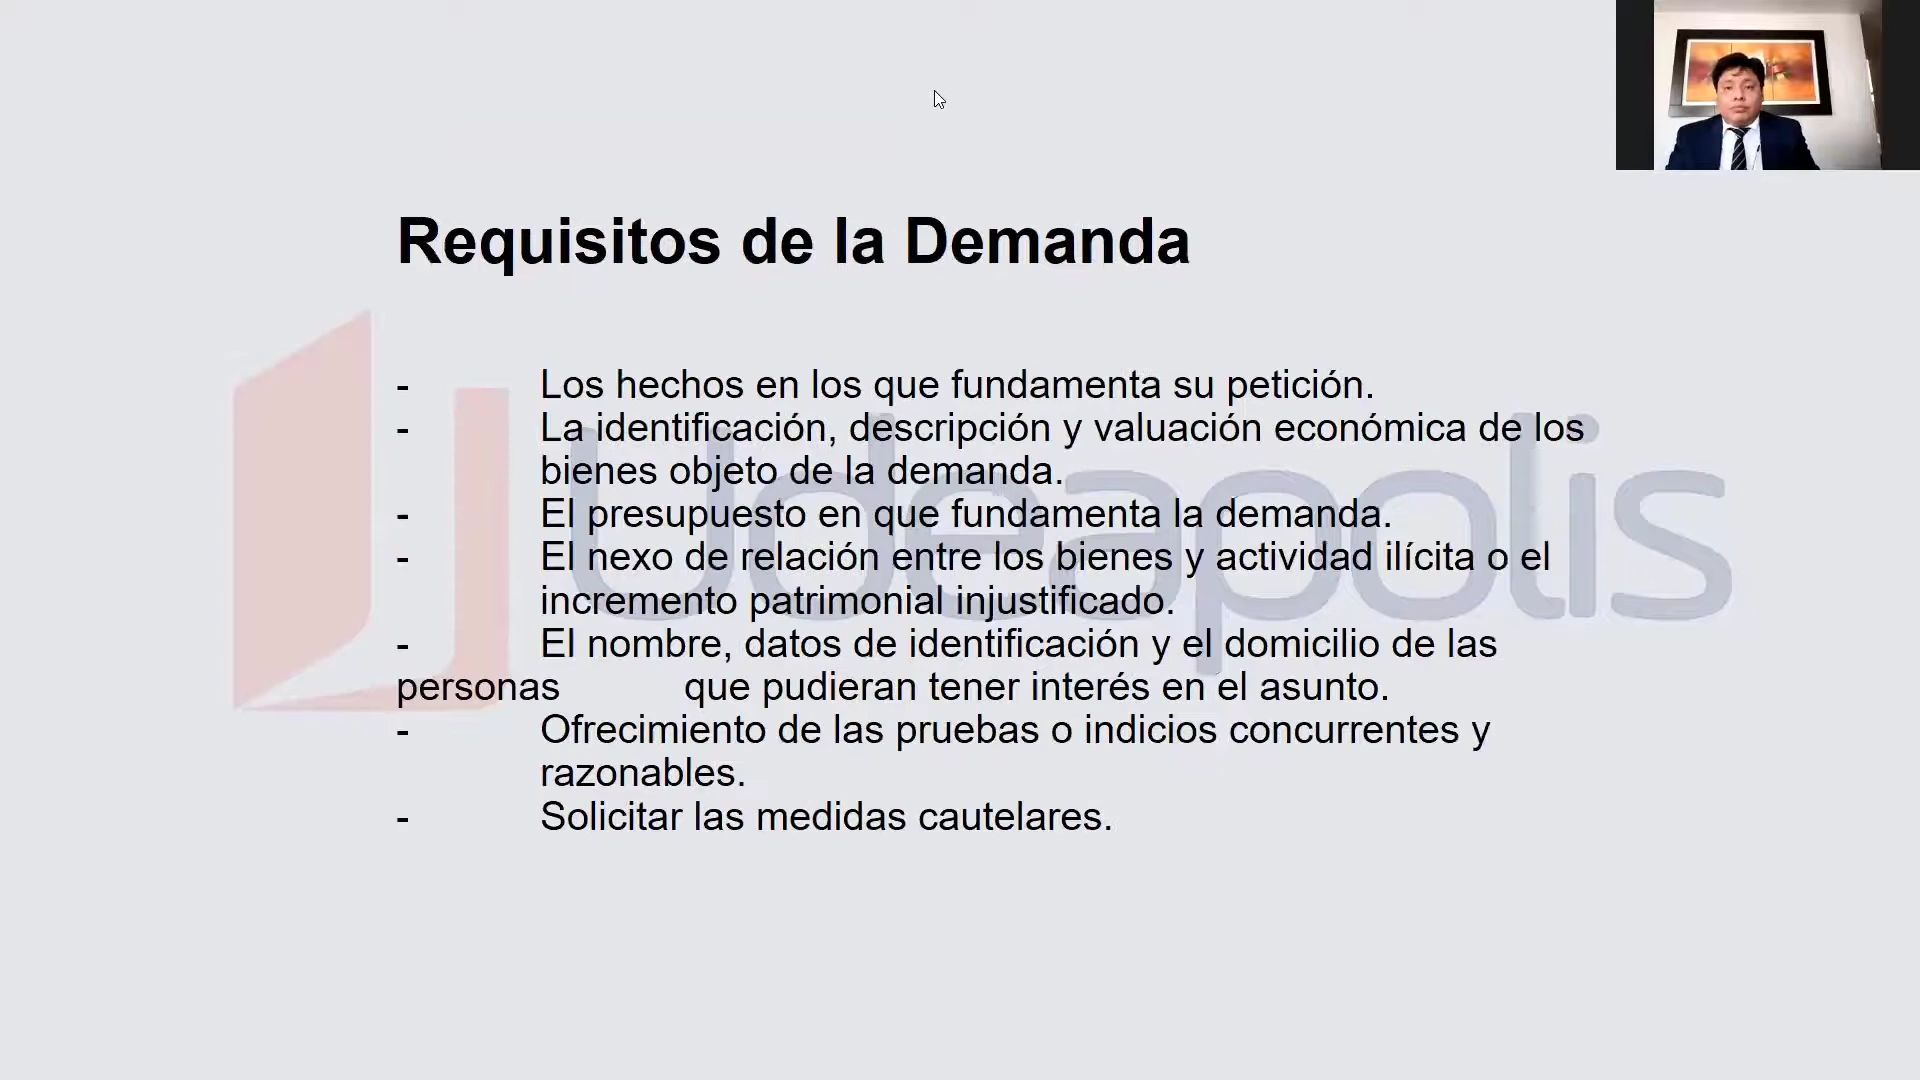 Requisitos de la Demanda
- Los hechos en los que fundamenta su petición.
- La identificación, descripción y valuación económica de los
bienes objeto de la demanda.
- El presupuesto en que fundamenta la demanda.
- El nexo de relación entre los bienes y actividad ilícita o el
incremento patrimonial injustificado.
- El nombre, datos de identificación y el domicilio de las
personas que pudieran tener interés en el asunto.
- Ofrecimiento de las pruebas o indicios concurrentes y
razonables.
- Solicitar las medidas cautelares.
Udeapolis